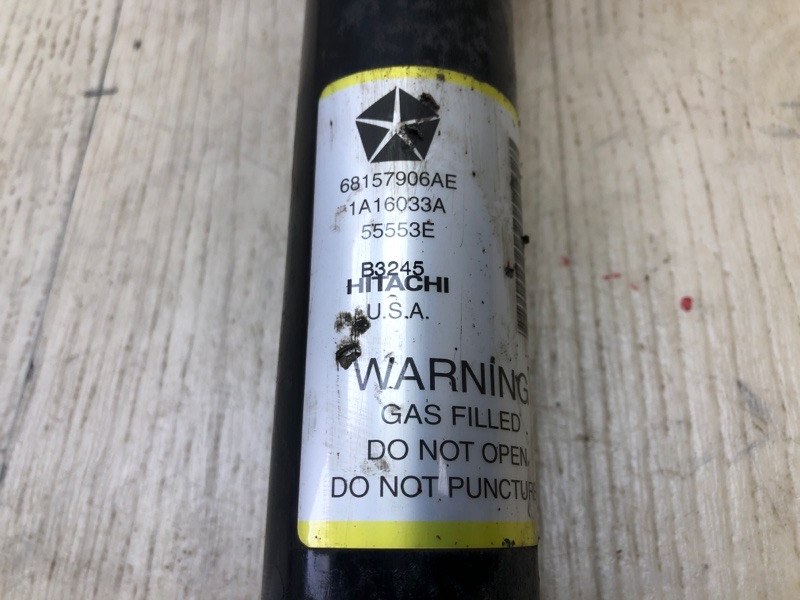 68157906AE
1A16033A
55553E
B3245
HITACHI
U.S.A.
WARNING
GAS FILLED
DO NOT OPEN
DO NOT PUNCTURE